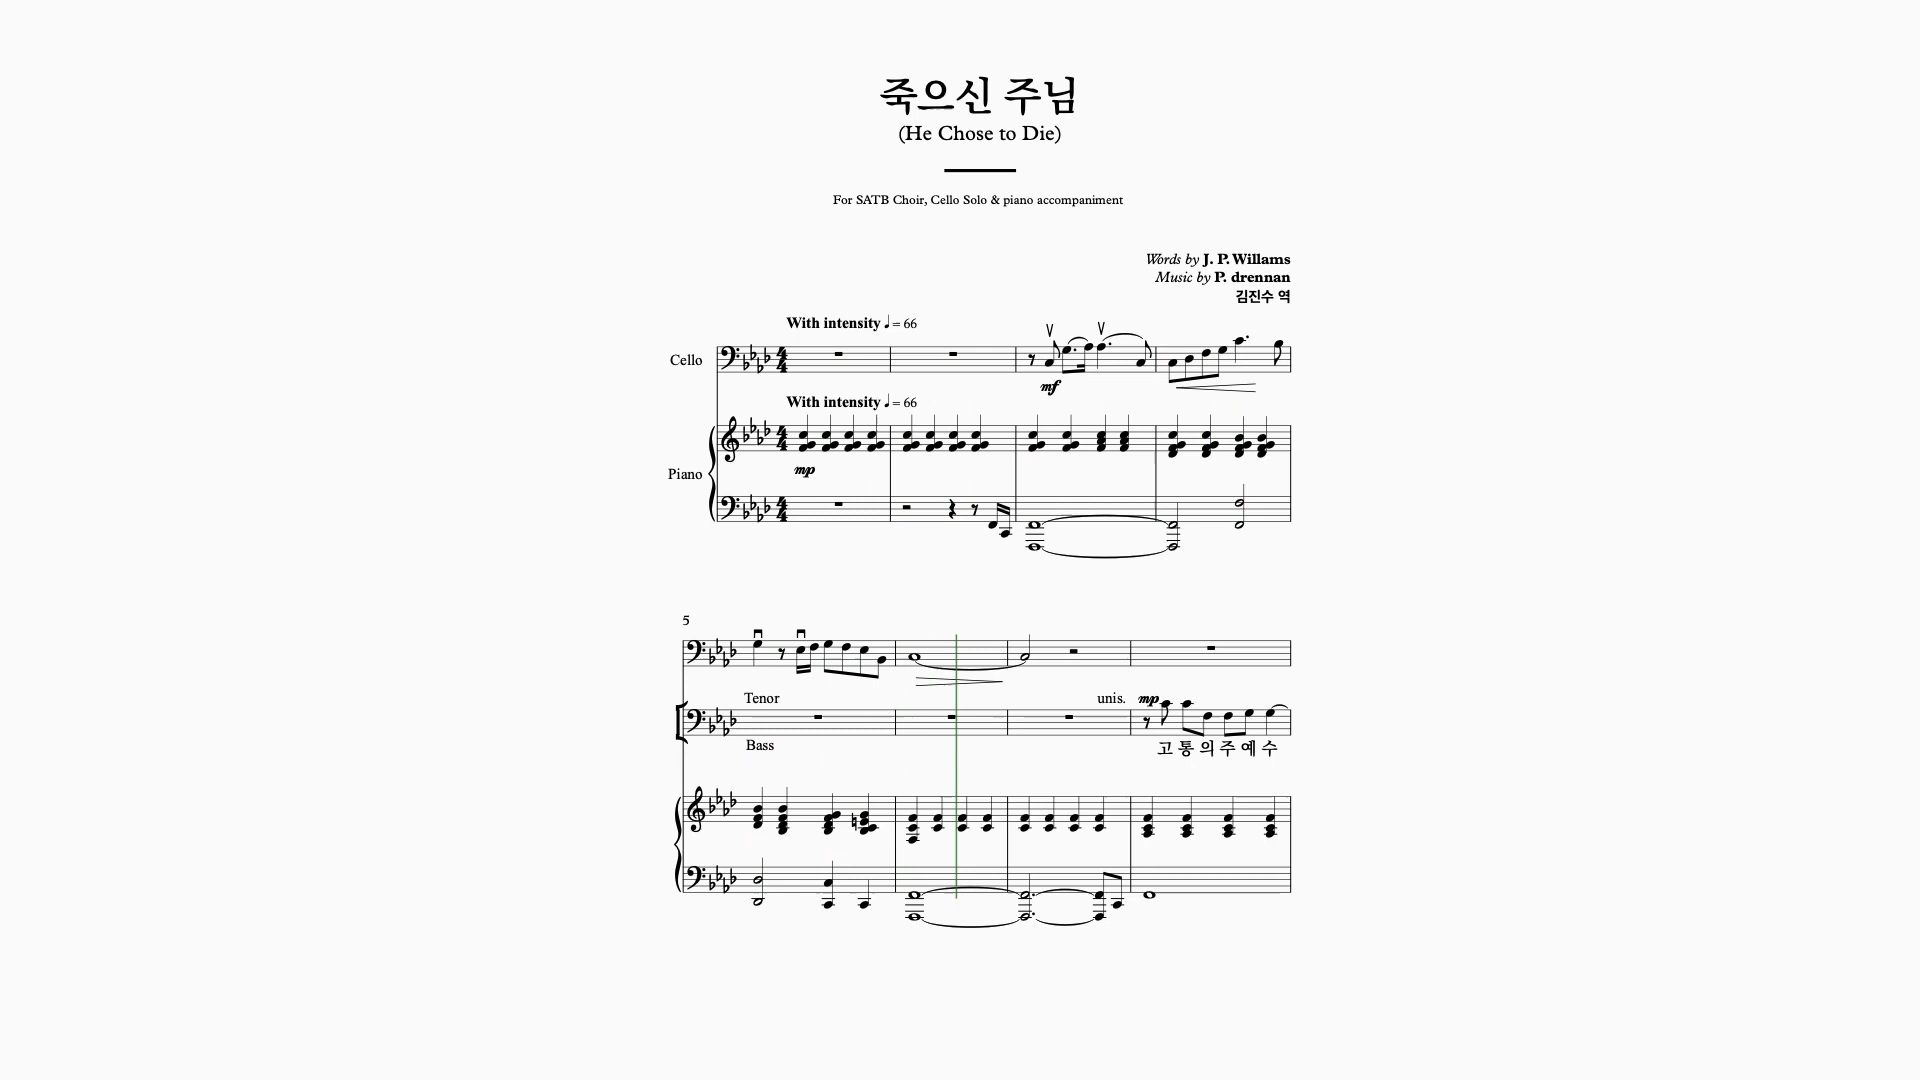 죽으신 주님
(He Chose to Die)
For SATB Choir, Cello Solo & piano accompaniment
Words by J. P. Willams
Music by P. drennan
김진수 역
With intensity ♩= 66
Cello
mf
With intensity ♩= 66
Piano
mp
5
Tenor
unis. mp
Bass
고 통 의 주 예 수